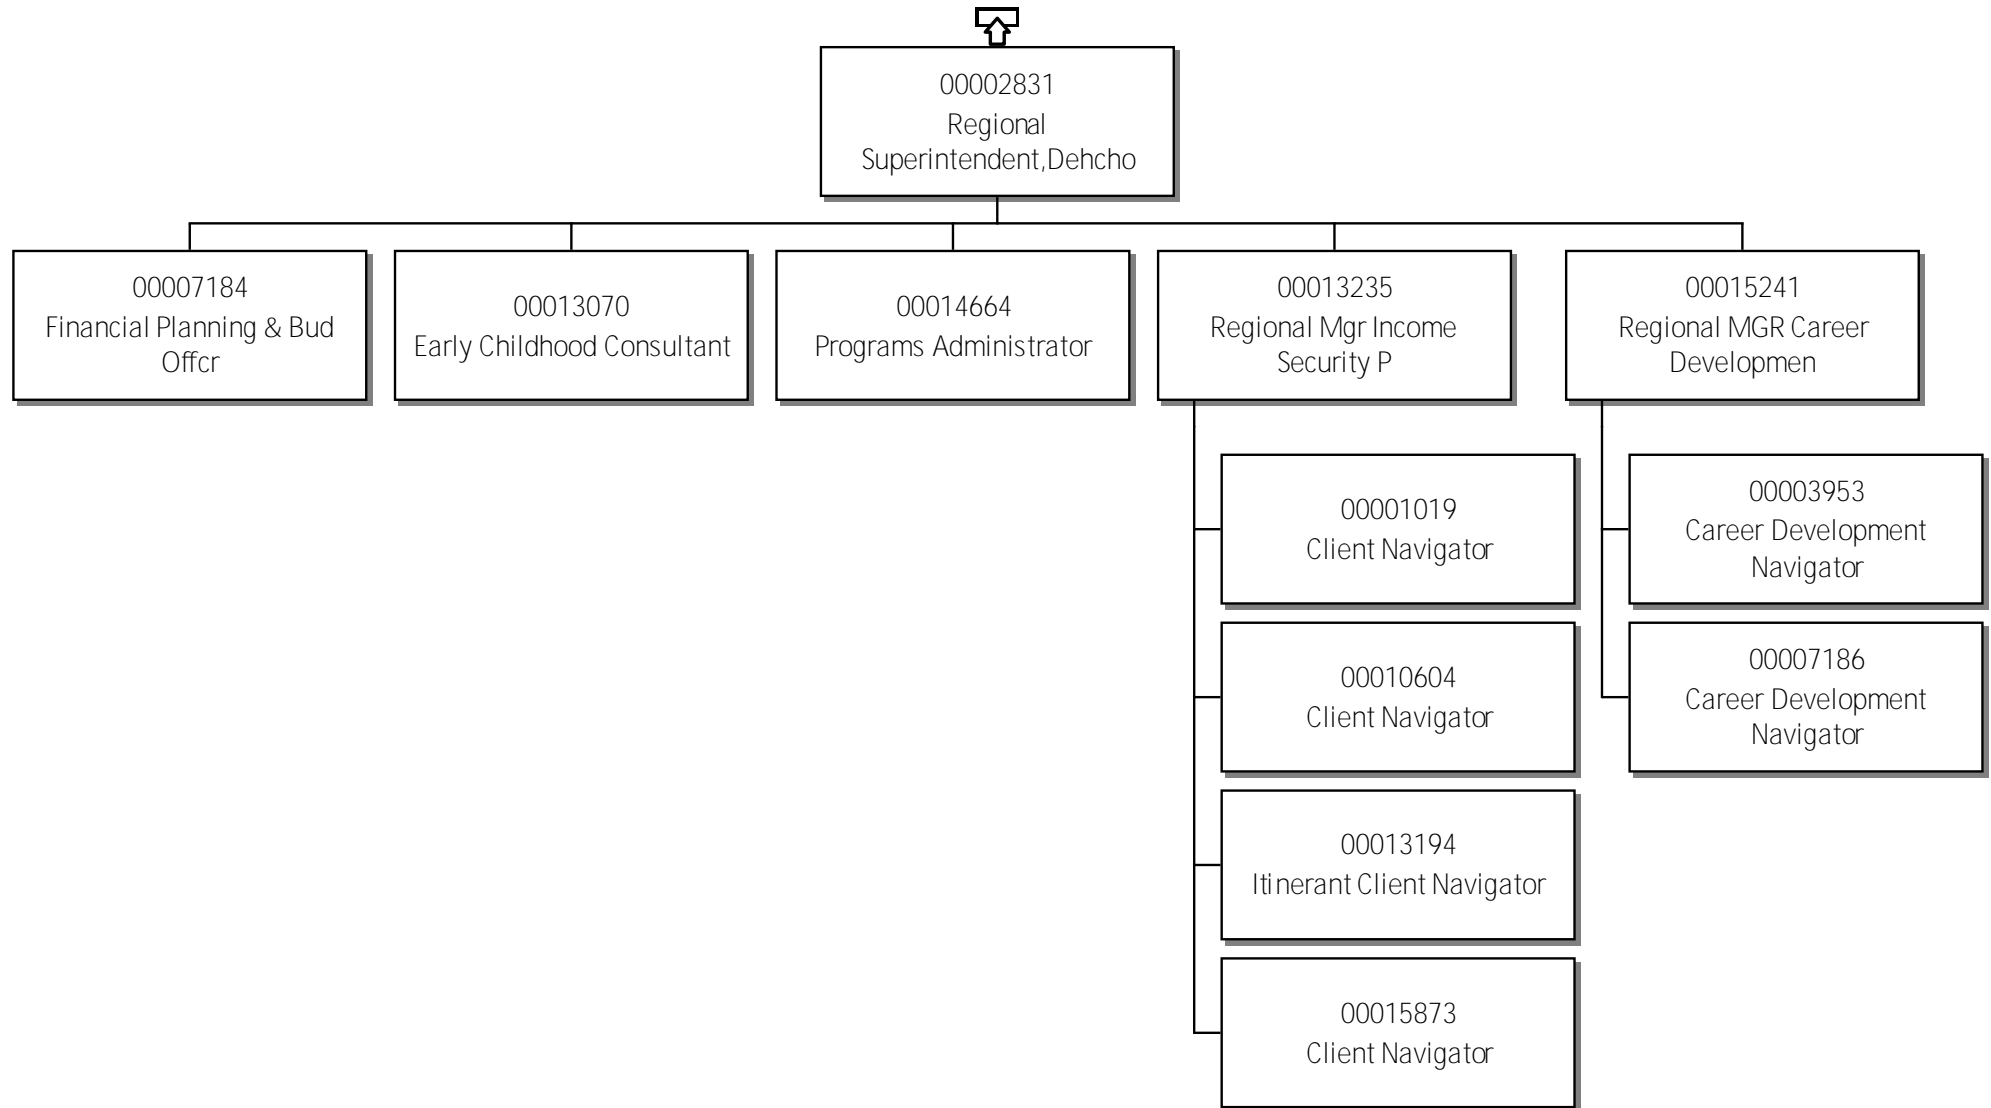 00002831
Regional
Superintendent,Dehcho
00007184
Financial Planning & Bud
Offcr
00013070
Early Childhood Consultant
00014664
Programs Administrator
00013235
Regional Mgr Income
Security P
00015241
Regional MGR Career
Developmen
00001019
Client Navigator
00010604
Client Navigator
00013194
Itinerant Client Navigator
00015873
Client Navigator
00003953
Career Development
Navigator
00007186
Career Development
Navigator